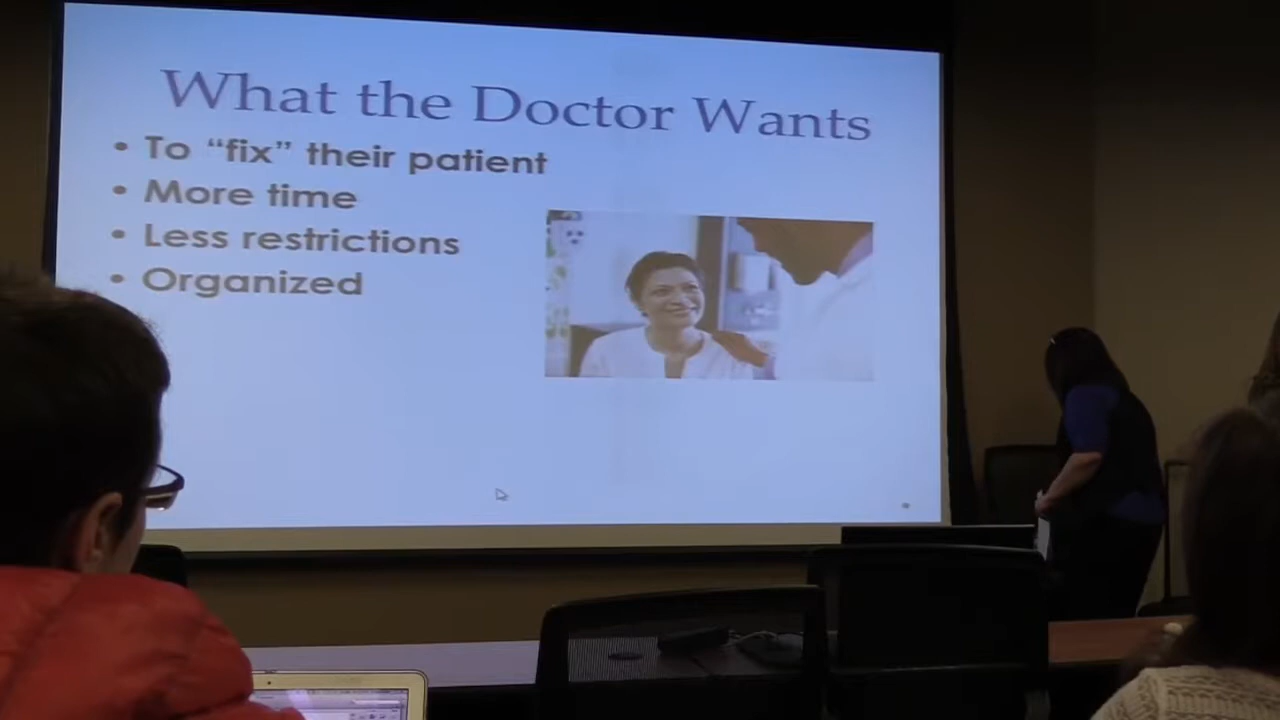 What the Doctor Wants
• To “fix” their patient
• More time
• Less restrictions
• Organized